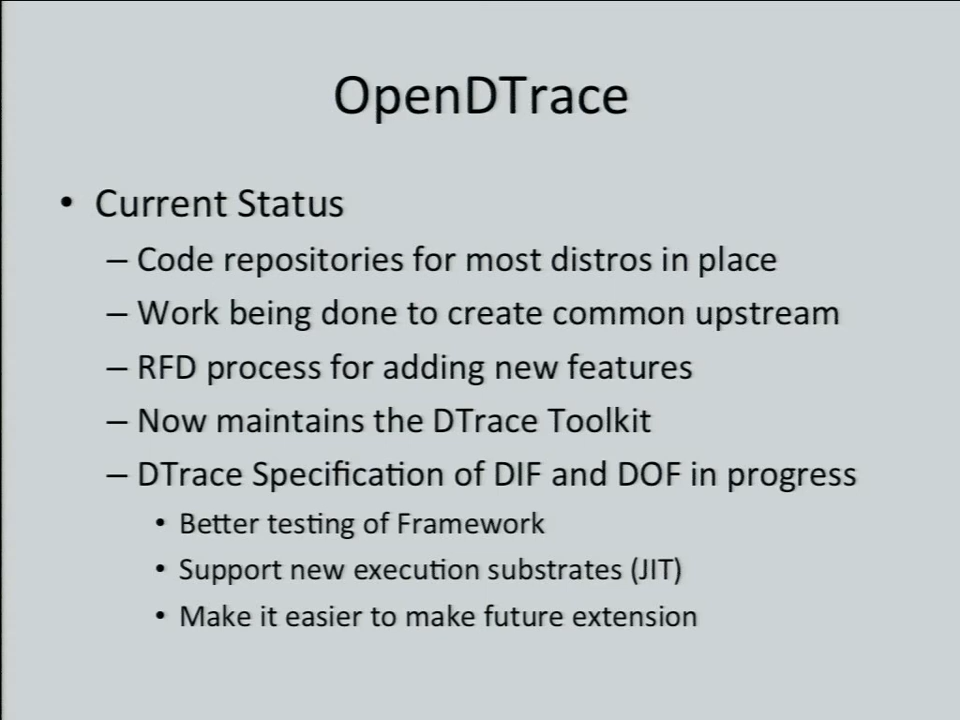 OpenDTrace
• Current Status
– Code repositories for most distros in place
– Work being done to create common upstream
– RFD process for adding new features
– Now maintains the DTrace Toolkit
– DTrace Specification of DIF and DOF in progress
• Better testing of Framework
• Support new execution substrates (JIT)
• Make it easier to make future extension